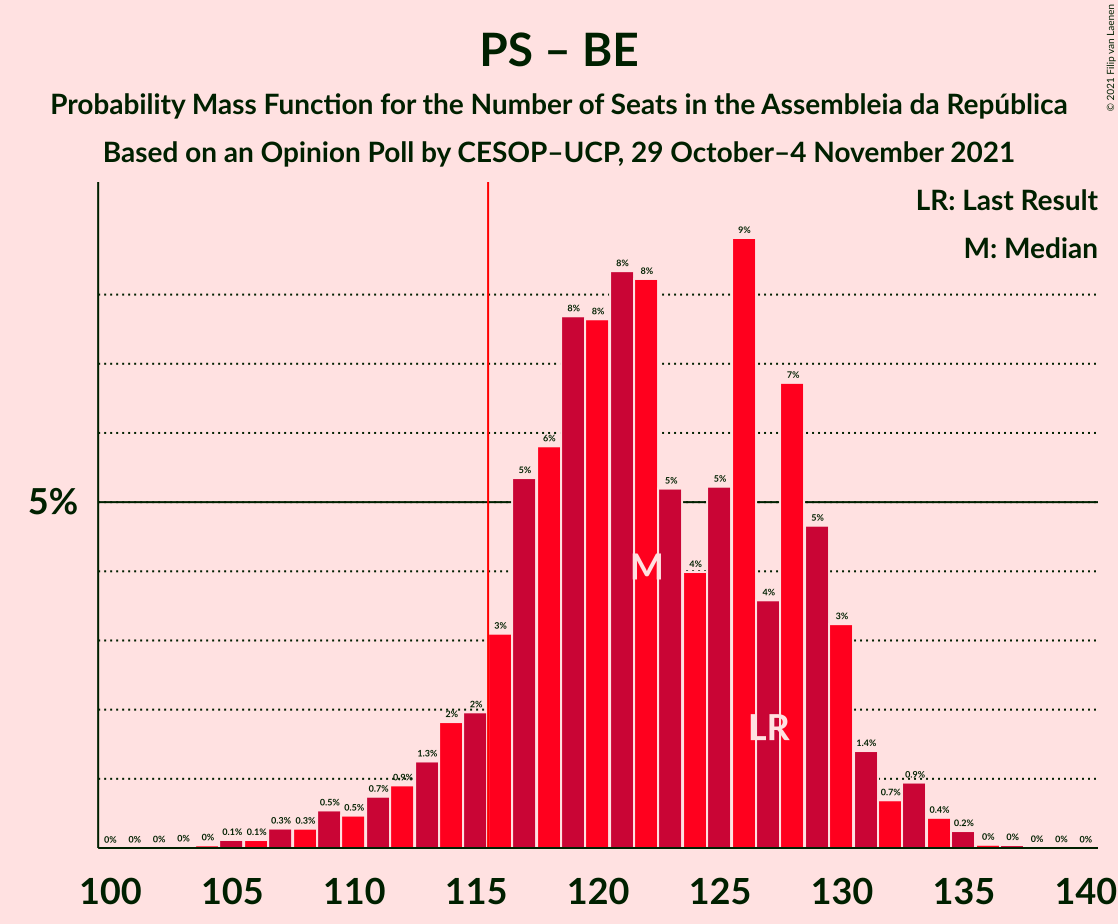 PS – BE
Probability Mass Function for the Number of Seats in the Assembleia da República
Based on an Opinion Poll by CESOP–UCP, 29 October–4 November 2021
© 2021 Filip van Laenen
LR: Last Result
M: Median
5%
0% 0% 0% 0% 0% 0.1% 0.1% 0.3% 0.3% 0.5% 0.5% 0.7% 0.9% 1.3% 2% 2% 3% 5% 6% 8% 8% 8% 8% 5% 4% 5% 9% 4% 7% 5% 3% 1.4% 0.7% 0.9% 0.4% 0.2% 0% 0% 0% 0% 0%
M
LR
100 105 110 115 120 125 130 135 140